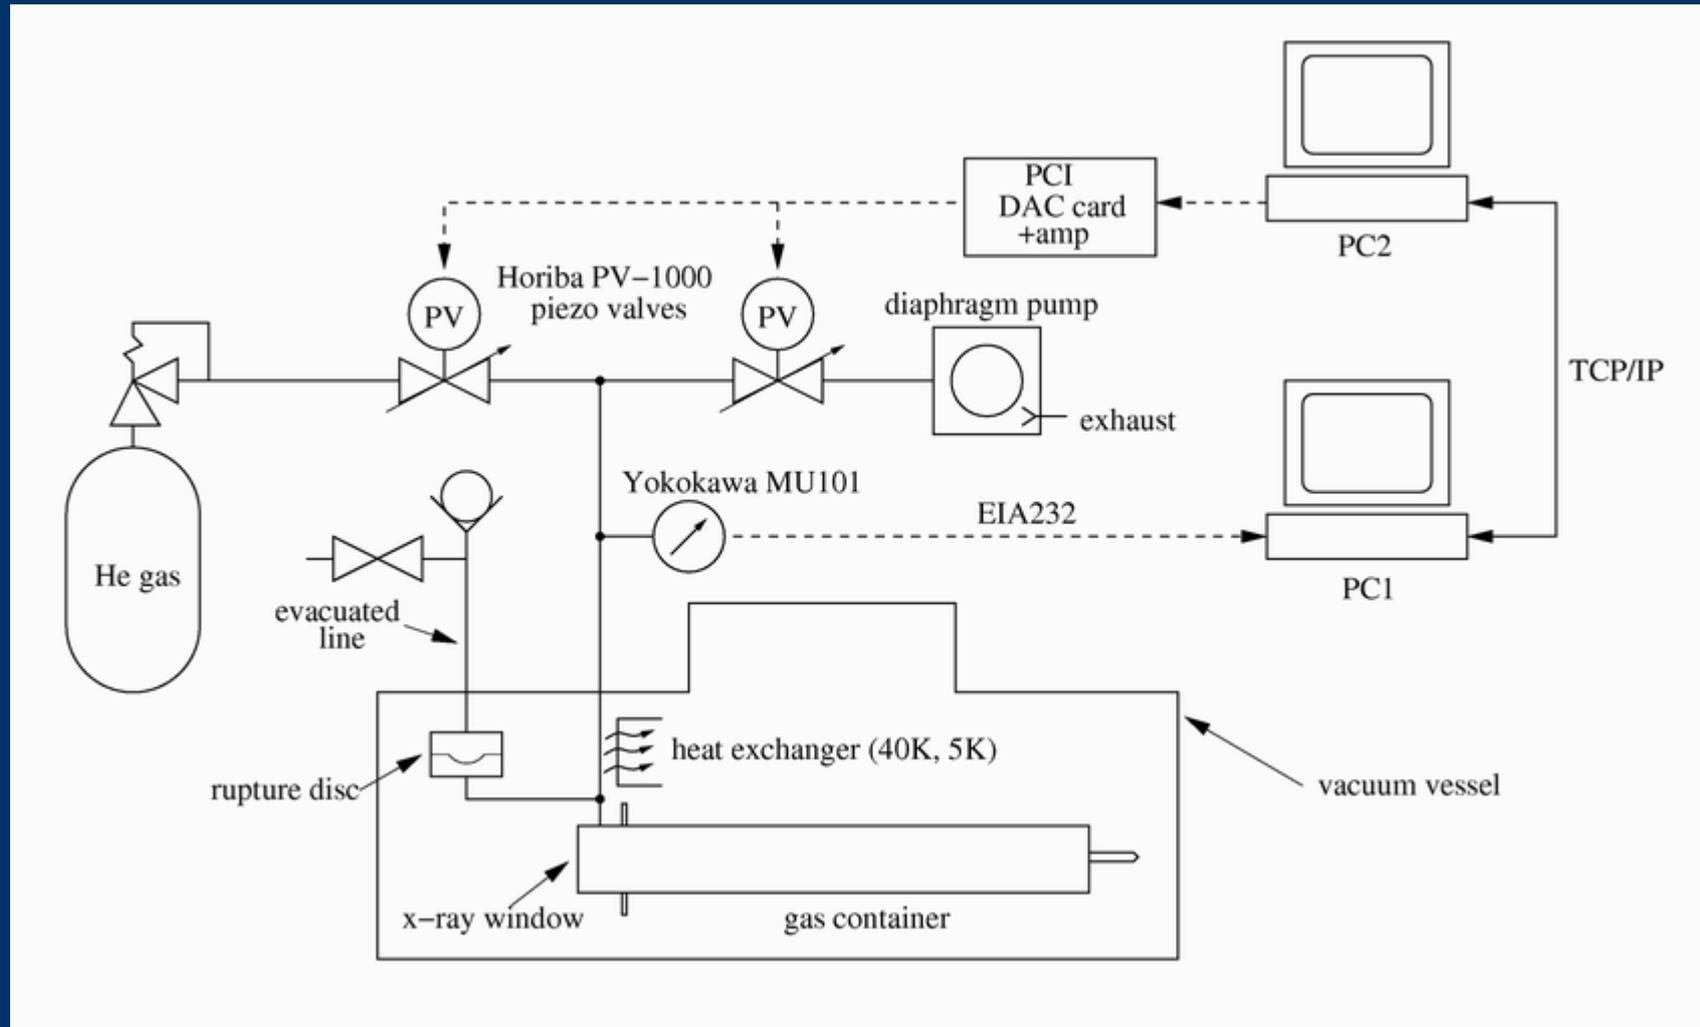 PCI
DAC card
+amp
PC2
Horiba PV−1000
piezo valves
PV
PV
diaphragm pump
TCP/IP
exhaust
Yokokawa MU101
EIA232
He gas
PC1
evacuated
line
heat exchanger (40K, 5K)
rupture disc
vacuum vessel
x−ray window
gas container